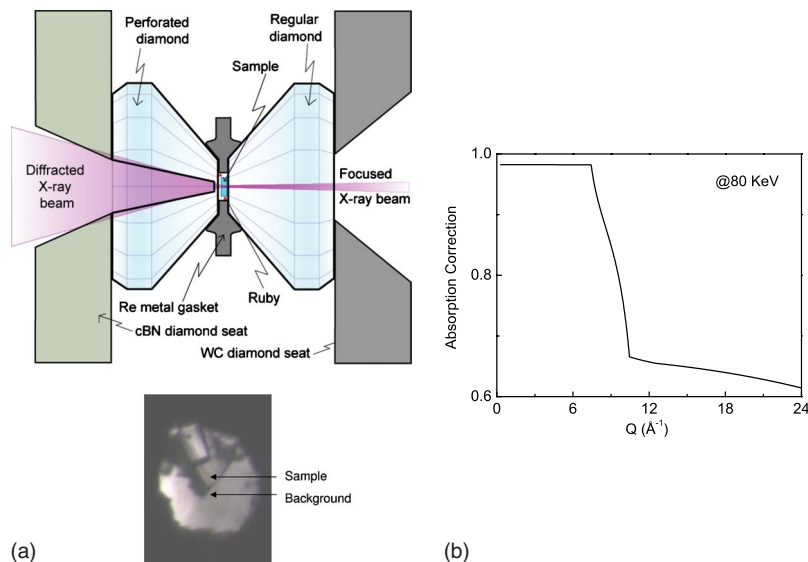 Perforated
diamond
Regular
diamond
Sample
Diffracted
X-ray
beam
Focused
X-ray beam
Re metal gasket
Ruby
cBN diamond seat
WC diamond seat
Sample
Background
(a)
1.0
0.8
0.6
Absorption Correction
@80 KeV
0 6 12 18 24
Q (Å⁻¹)
(b)